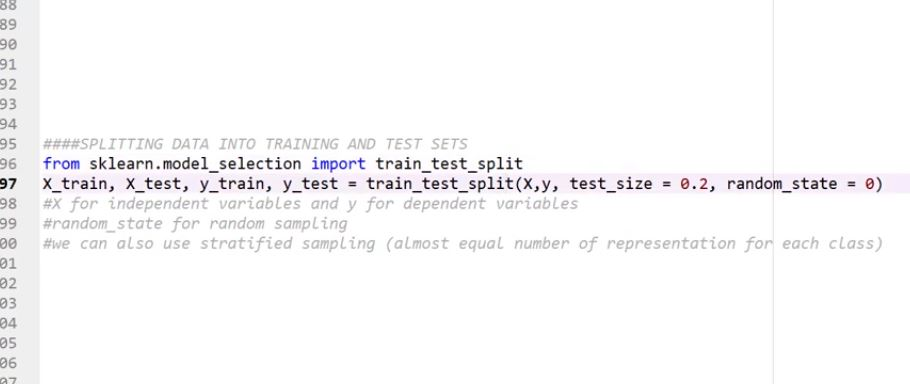 88
89
90
91
92
93
94
95 ####SPLITTING DATA INTO TRAINING AND TEST SETS
96 from sklearn.model_selection import train_test_split
97 X_train, X_test, y_train, y_test = train_test_split(X,y, test_size = 0.2, random_state = 0)
98 #X for independent variables and y for dependent variables
99 #random_state for random sampling
00 #we can also use stratified sampling (almost equal number of representation for each class)
01
02
03
04
05
06
07